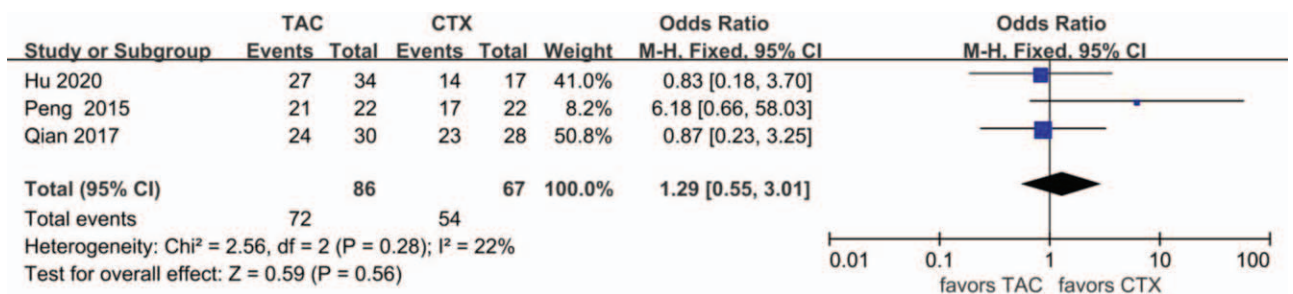 TAC CTX Odds Ratio Odds Ratio
Study or Subgroup Events Total Events Total Weight M-H, Fixed, 95% CI M-H, Fixed, 95% CI
Hu 2020 27 34 14 17 41.0% 0.83 [0.18, 3.70]
Peng 2015 21 22 17 22 8.2% 6.18 [0.66, 58.03]
Qian 2017 24 30 23 28 50.8% 0.87 [0.23, 3.25]
Total (95% CI) 86 67 100.0% 1.29 [0.55, 3.01]
Total events 72 54
Heterogeneity: Chi² = 2.56, df = 2 (P = 0.28); I² = 22%
Test for overall effect: Z = 0.59 (P = 0.56)
0.01 0.1 1 10 100
favors TAC favors CTX